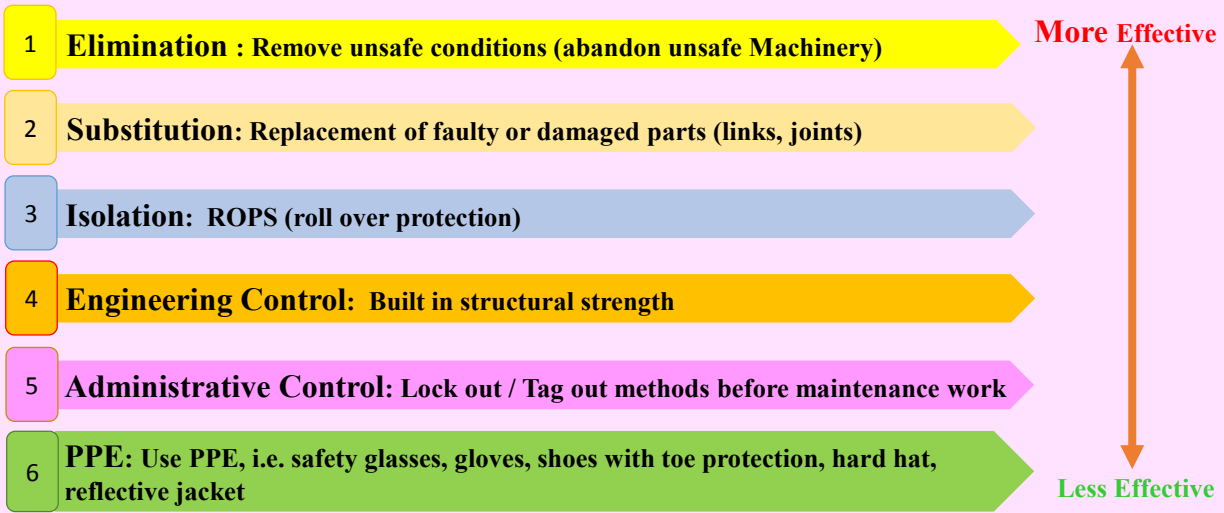 1 Elimination : Remove unsafe conditions (abandon unsafe Machinery)
More Effective
2 Substitution: Replacement of faulty or damaged parts (links, joints)
3 Isolation: ROPS (roll over protection)
4 Engineering Control: Built in structural strength
5 Administrative Control: Lock out / Tag out methods before maintenance work
6 PPE: Use PPE, i.e. safety glasses, gloves, shoes with toe protection, hard hat,
reflective jacket
Less Effective